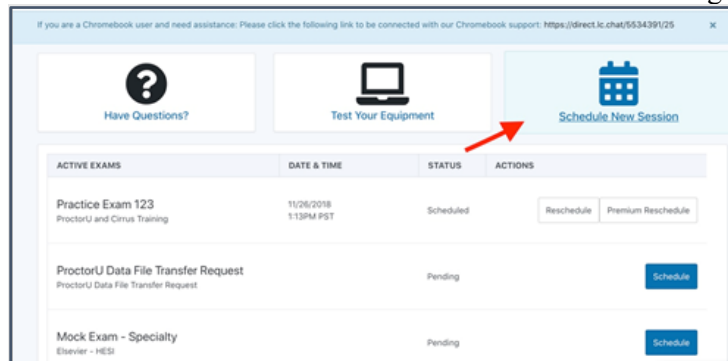 If you are a Chromebook user and need assistance: Please click the following link to be connected with our Chromebook support: https://direct.lc.chat/5534391/25 ×
Have Questions?
Test Your Equipment
Schedule New Session
ACTIVE EXAMS DATE & TIME STATUS ACTIONS
Practice Exam 123 11/26/2018 Scheduled Reschedule Premium Reschedule
ProctorU and Cirrus Training 1:13PM PST
ProctorU Data File Transfer Request Pending Schedule
ProctorU Data File Transfer Request
Mock Exam - Specialty Pending Schedule
Elsevier - HESI